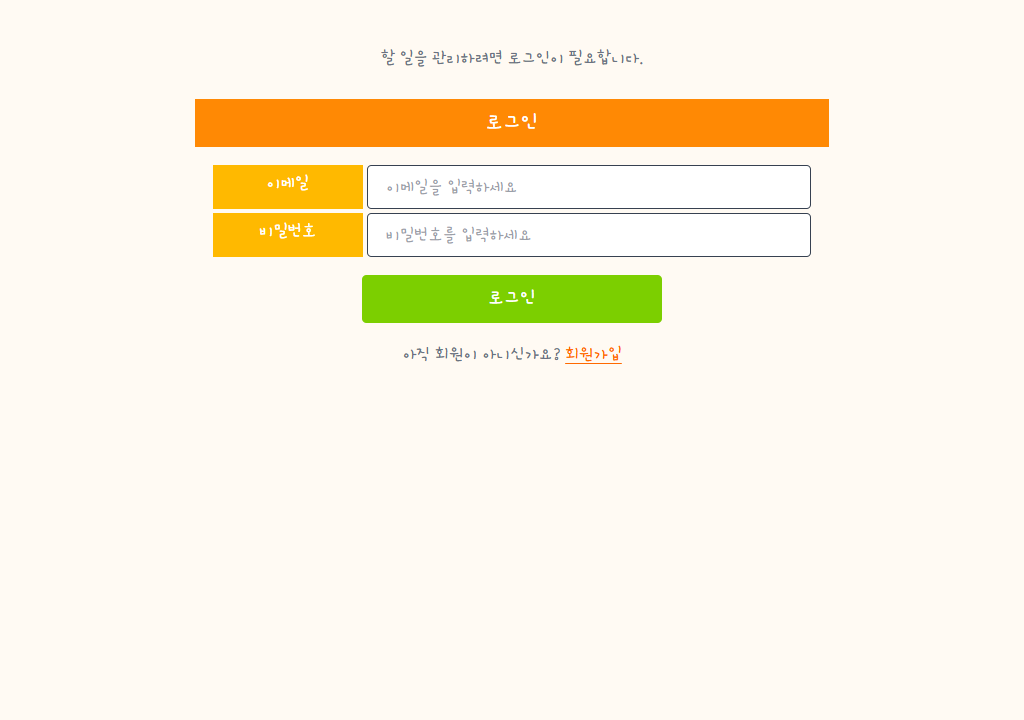 할 일을 관리하려면 로그인이 필요합니다.
로그인
이메일 이메일을 입력하세요
비밀번호 비밀번호를 입력하세요
로그인
아직 회원이 아니신가요? 회원가입